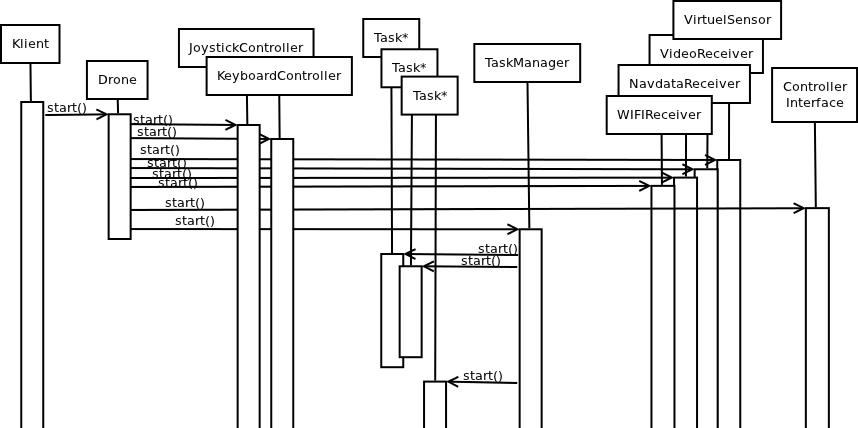 VirtuelSensor
Klient
Task*
JoystickController
VideoReceiver
Task*
TaskManager
Drone
KeyboardController
NavdataReceiver
Controller
Interface
Task*
WIFIReceiver
start()
start()
start()
start()
start()
start()
start()
start()
start()
start()
start()
start()